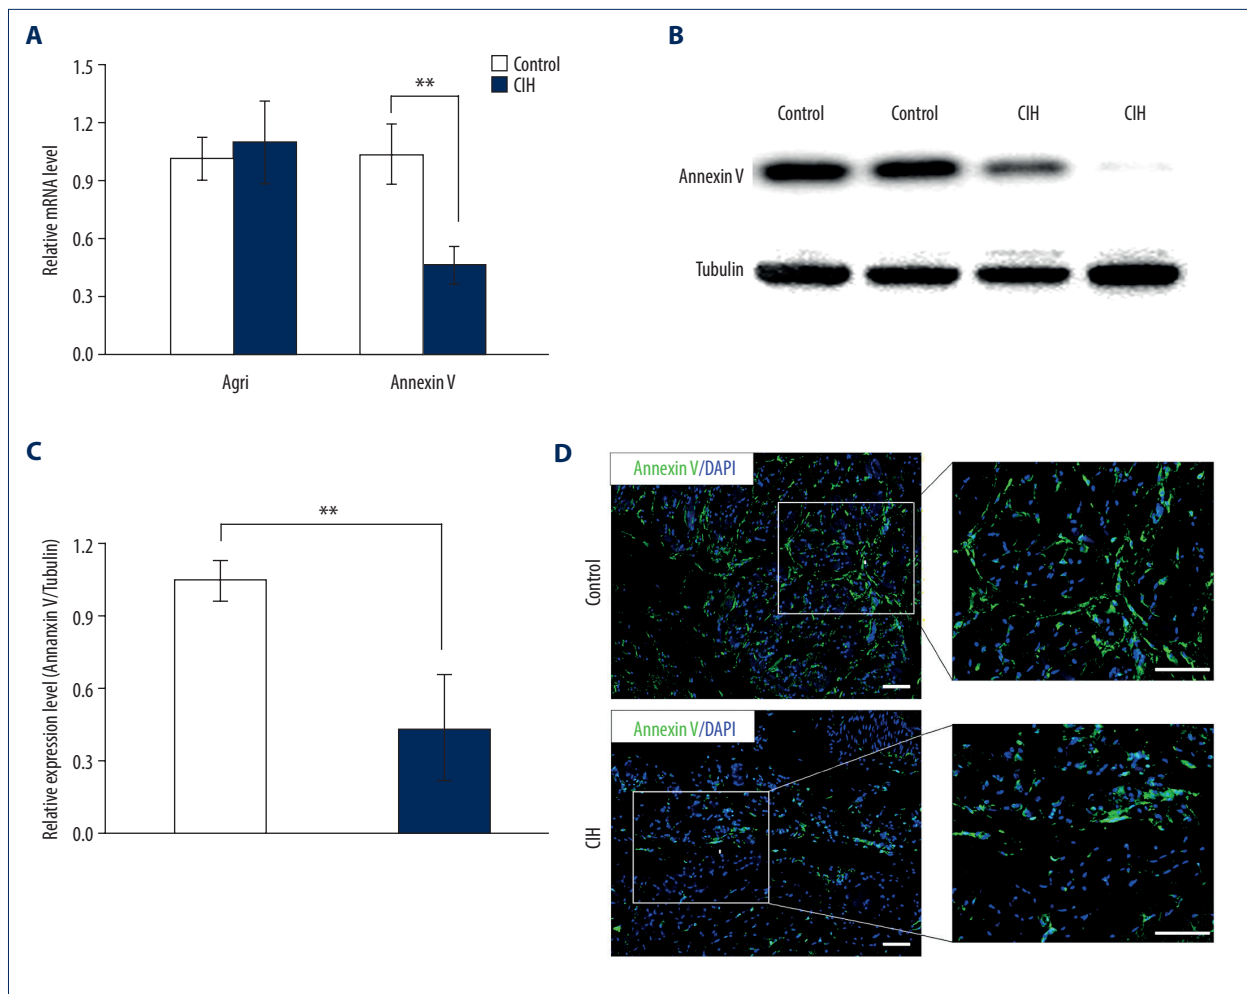 A
Relative mRNA level
1.5
1.2
0.9
0.6
0.3
0.0
Control
CIH
**
Agri
Annexin V
B
Control Control CIH CIH
Annexin V
Tubulin
C
Relative expression level (Annanxin V/Tubulin)
1.2
0.9
0.6
0.3
0.0
**
D
Annexin V/DAPI
Control
Annexin V/DAPI
CIH